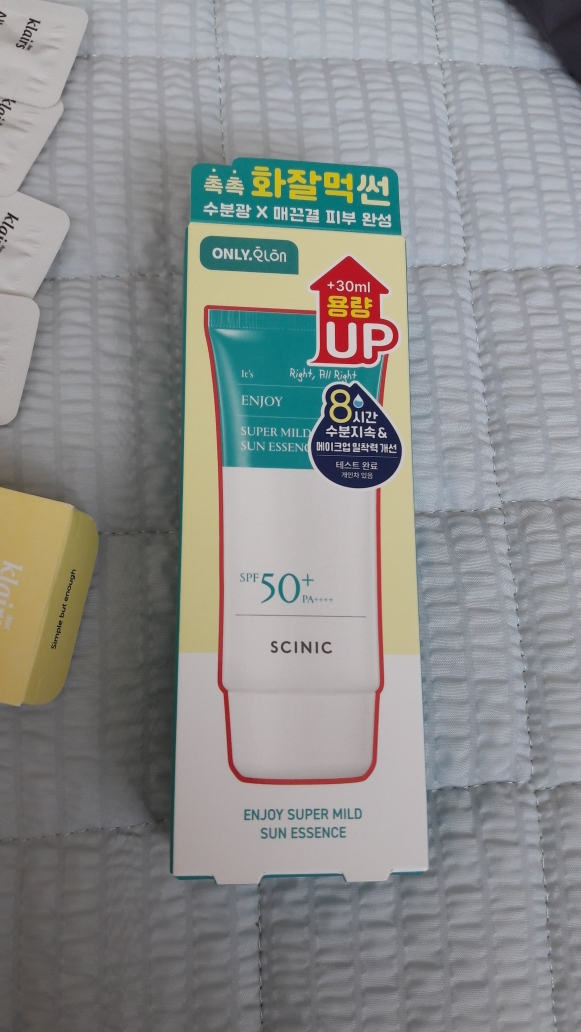 촉촉 화잘먹썬
수분광 X 매끈결 피부 완성
ONLY.
+30ml
용량
UP
It's
Right, All Right
ENJOY
SUPER MILD
SUN ESSENC
8시간
수분지속 &
메이크업 밀착력 개선
테스트 완료
개인차 있음
SPF 50+
PA++++
SCINIC
ENJOY SUPER MILD
SUN ESSENCE
klairs
klairs
Simple but enough